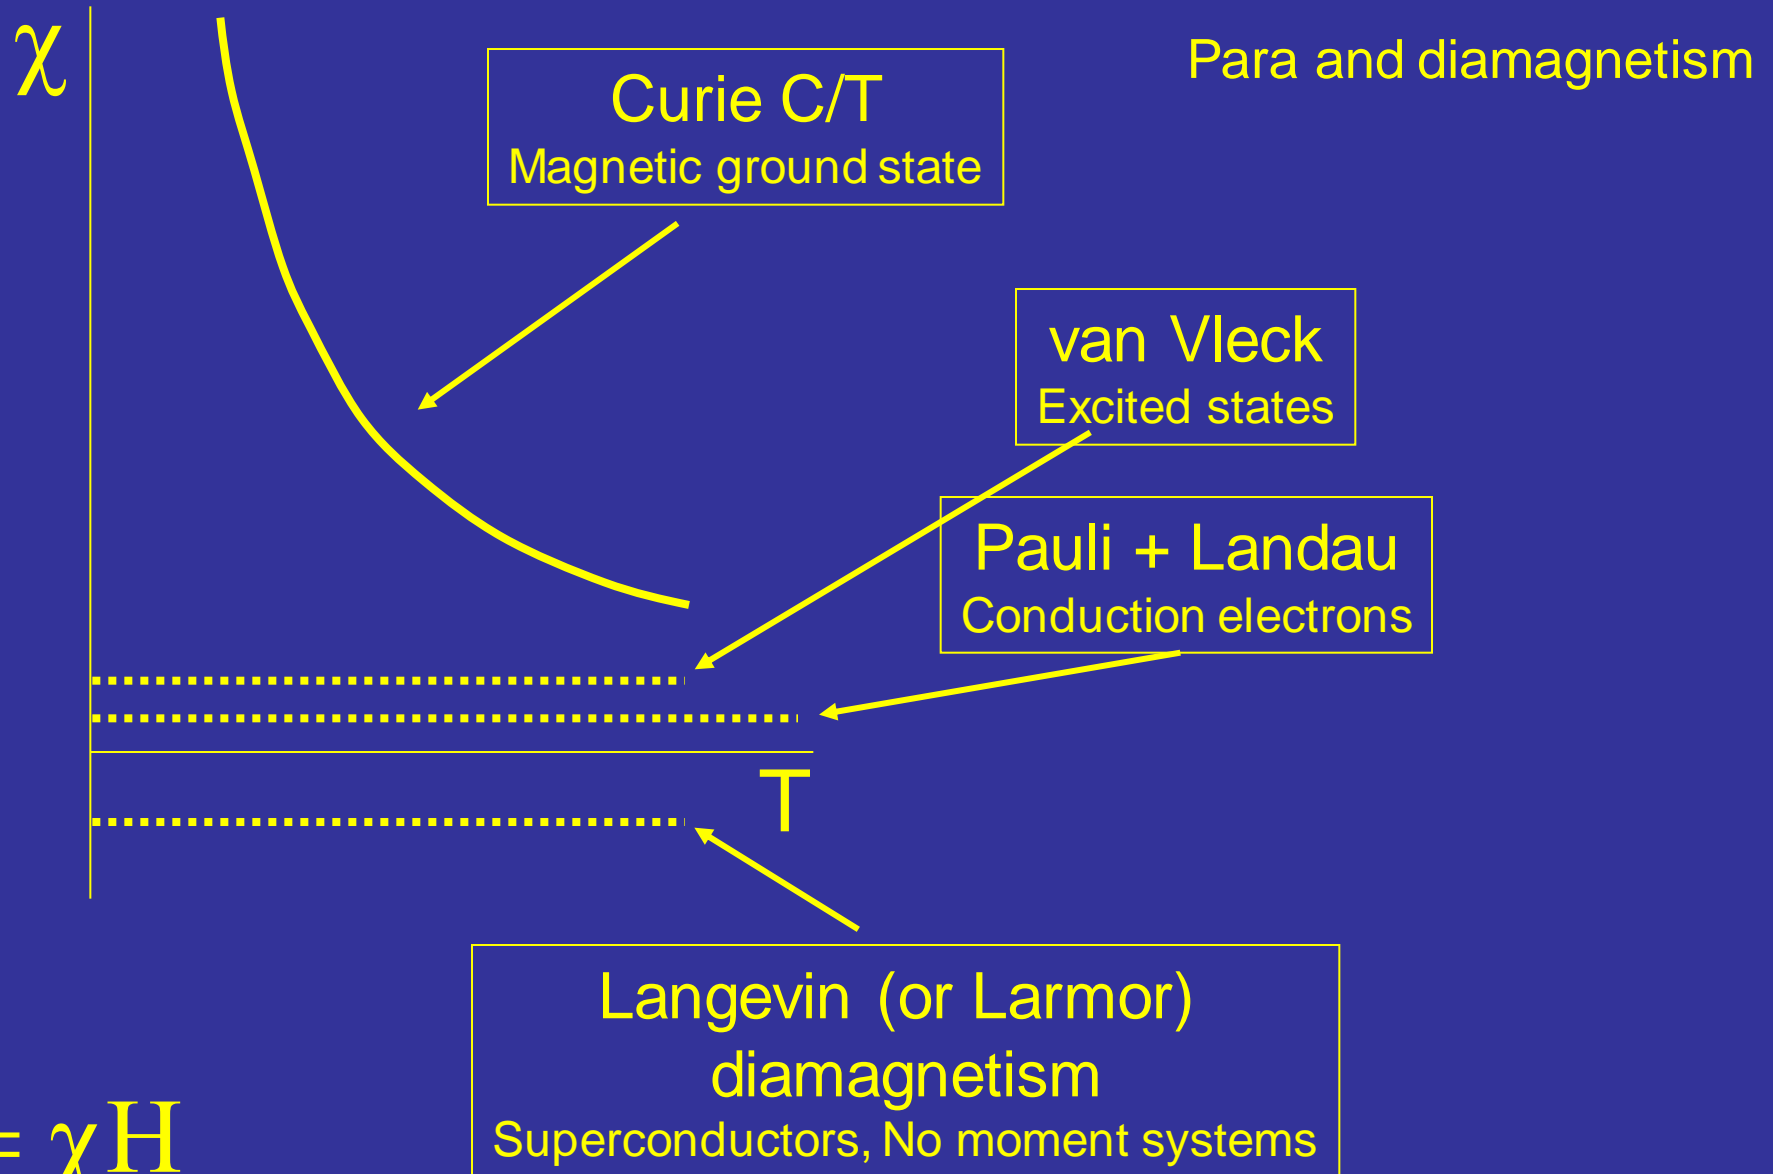 χ
Para and diamagnetism
Curie C/T
Magnetic ground state
van Vleck
Excited states
Pauli + Landau
Conduction electrons
T
Langevin (or Larmor)
diamagnetism
Superconductors, No moment systems
= χH